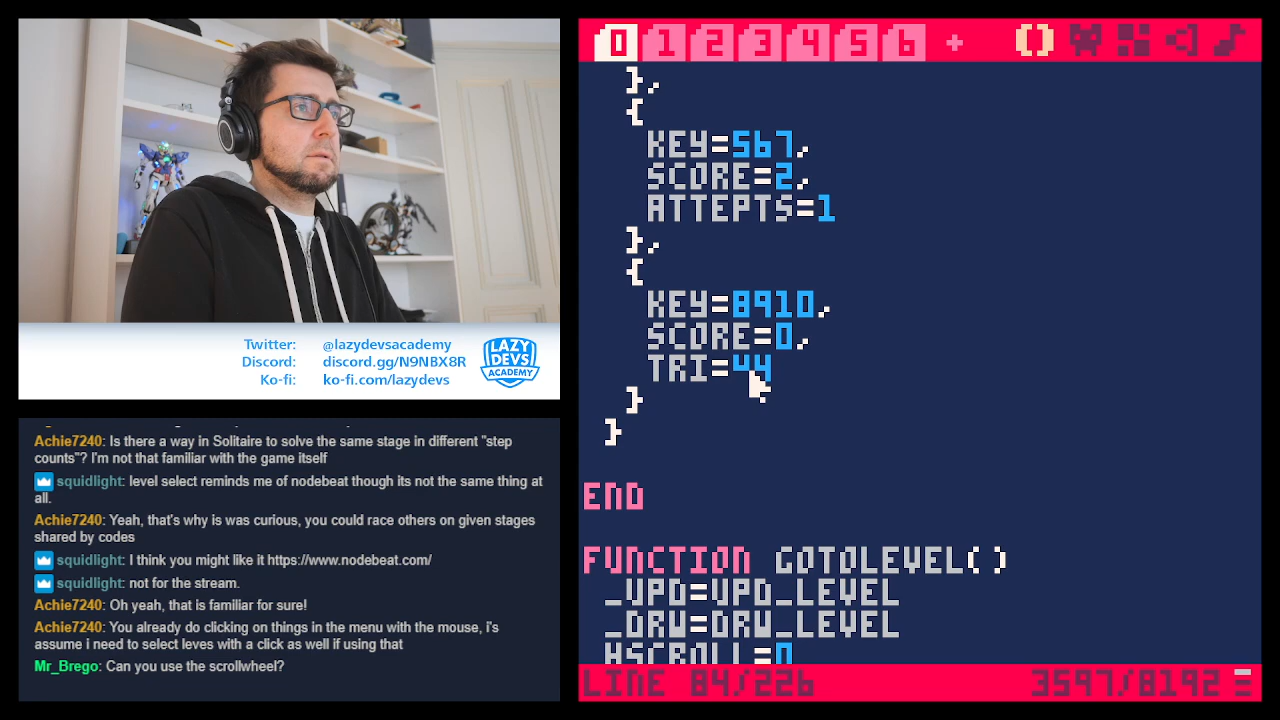 Twitter: @lazydevsacademy
Discord: discord.gg/N9NBX8R
Ko-fi: ko-fi.com/lazydevs
LAZY
DEVS
ACADEMY
Achie7240: Is there a way in Solitaire to solve the same stage in different "step
counts"? I'm not that familiar with the game itself
squidlight: level select reminds me of nodebeat though its not the same thing at
all.
Achie7240: Yeah, that's why is was curious, you could race others on given stages
shared by codes
squidlight: I think you might like it https://www.nodebeat.com/
squidlight: not for the stream.
Achie7240: Oh yeah, that is familiar for sure!
Achie7240: You already do clicking on things in the menu with the mouse, i's
assume i need to select leves with a click as well if using that
Mr_Brego: Can you use the scrollwheel?
0 1 2 3 4 5 6 +
},
{
KEY=567,
SCORE=2,
ATTEPTS=1
},
{
KEY=8910,
SCORE=0,
TRI=44
}
}
END
FUNCTION GOTOLEVEL()
_UPD=UPD_LEVEL
_DRW=DRW_LEVEL
HSCROLL=0
LINE 84/226
3597/8192